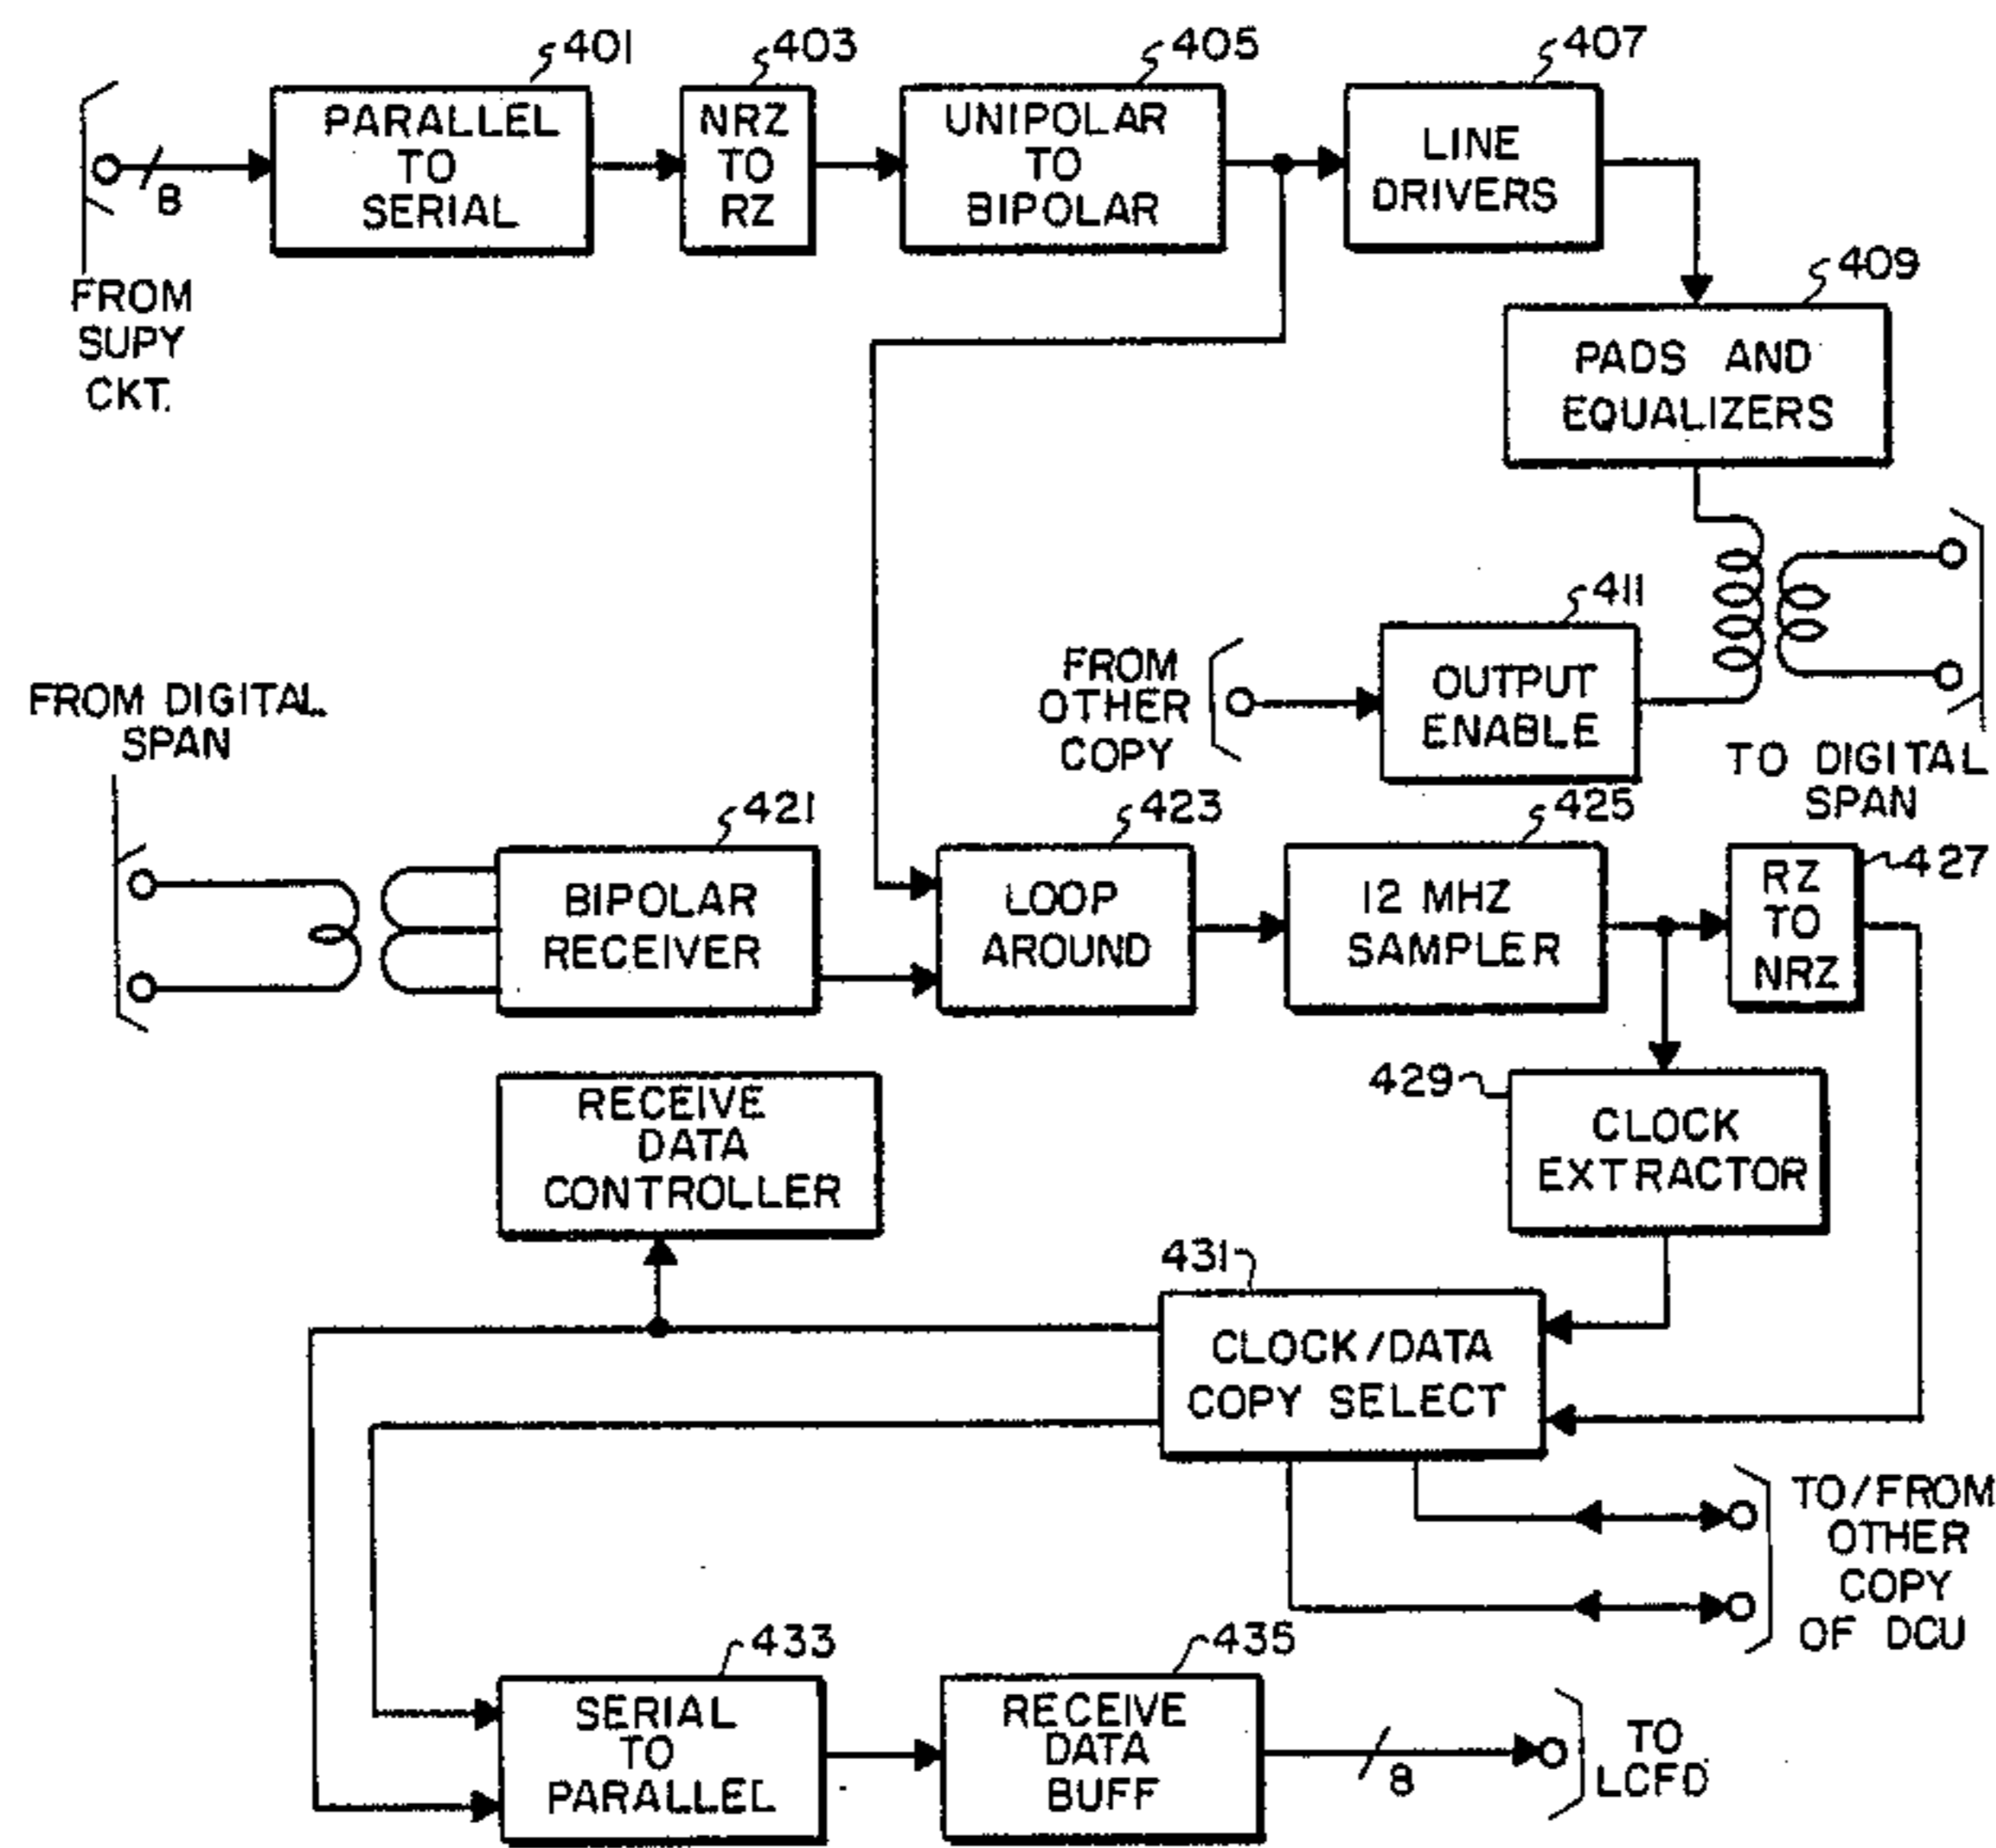 401
403
405
407
PARALLEL
TO
SERIAL
NRZ
TO
RZ
UNIPOLAR
TO
BIPOLAR
LINE
DRIVERS
8
FROM
SUPY
CKT.
409
PADS AND
EQUALIZERS
411
FROM
OTHER
COPY
OUTPUT
ENABLE
TO DIGITAL
SPAN
FROM DIGITAL
SPAN
421
423
425
427
BIPOLAR
RECEIVER
LOOP
AROUND
12 MHZ
SAMPLER
RZ
TO
NRZ
RECEIVE
DATA
CONTROLLER
429
CLOCK
EXTRACTOR
431
CLOCK/DATA
COPY SELECT
TO/FROM
OTHER
COPY
OF DCU
433
435
SERIAL
TO
PARALLEL
RECEIVE
DATA
BUFF
8
TO
LCFD